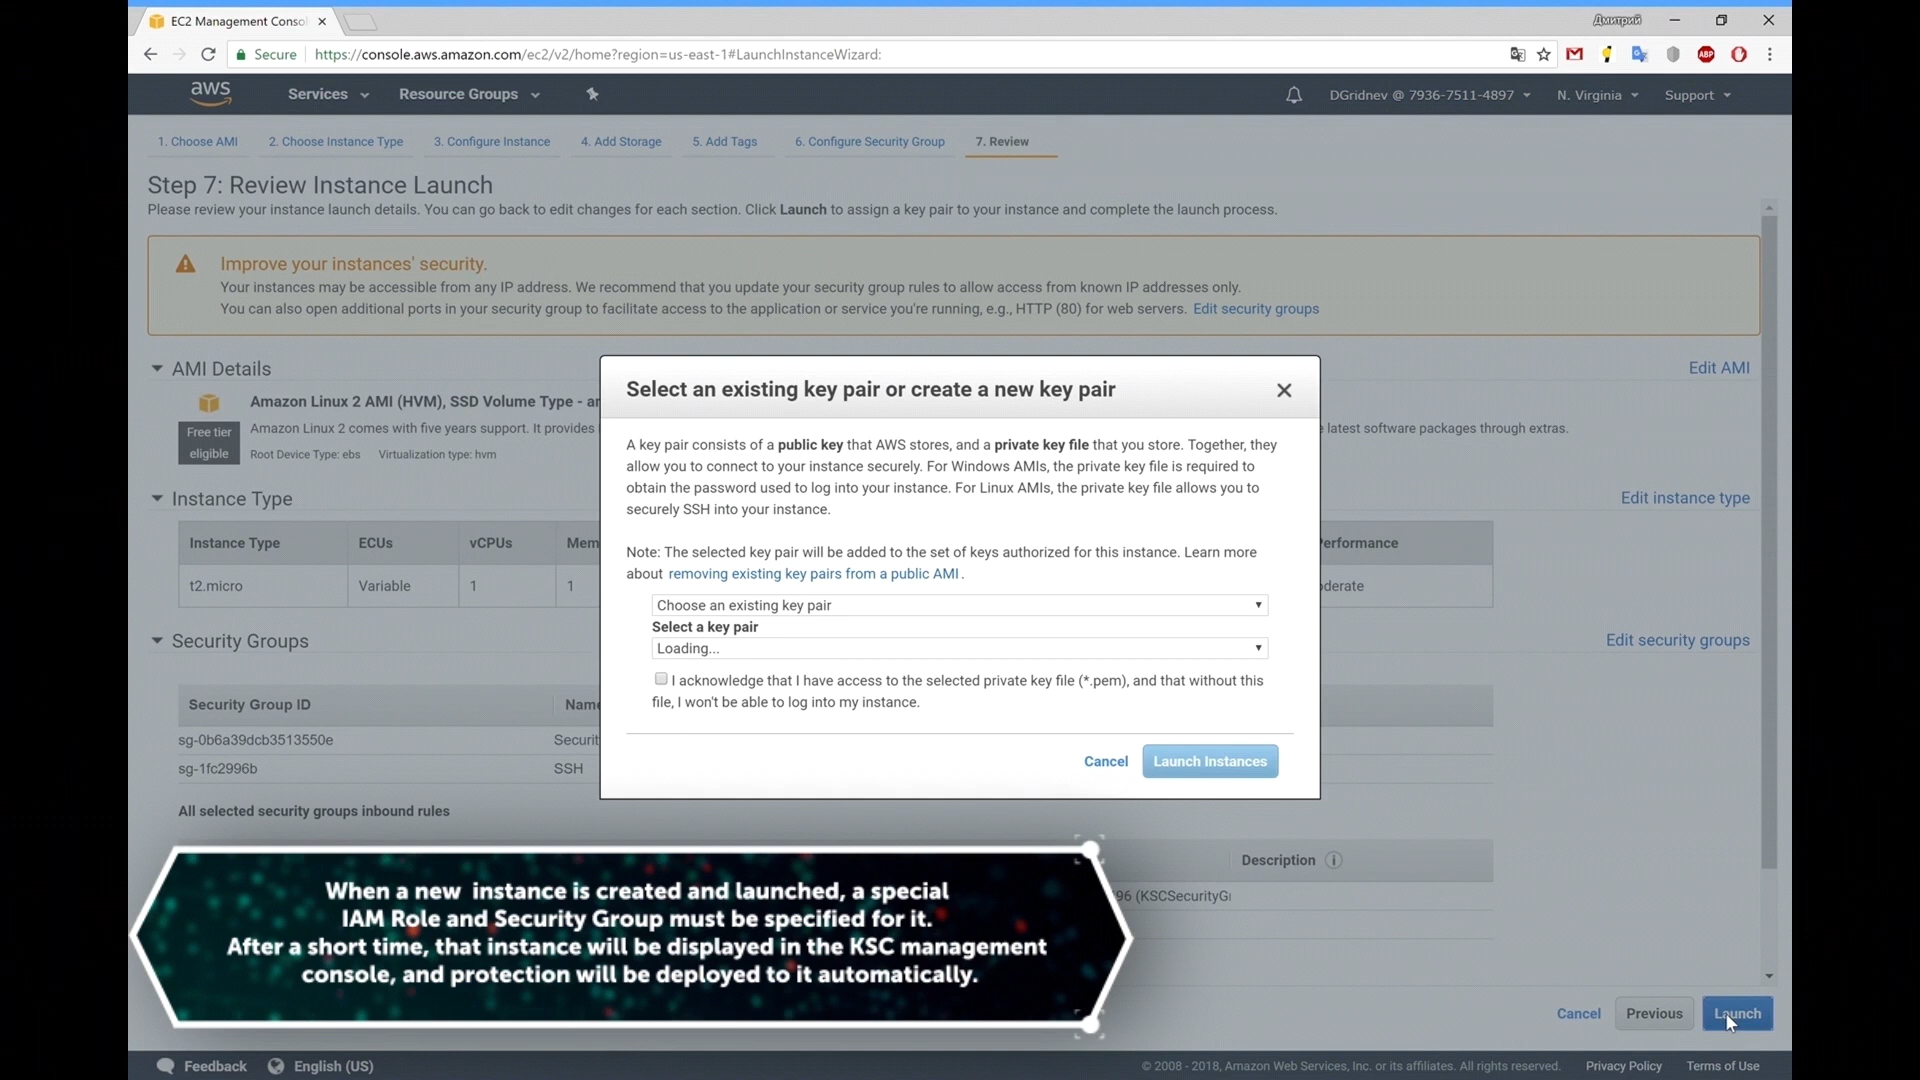 EC2 Management Conso
Дмитрий
Secure https://console.aws.amazon.com/ec2/v2/home?region=us-east-1#LaunchInstanceWizard:
ABP
aws Services Resource Groups DGridnev @ 7936-7511-4897 N. Virginia Support
1. Choose AMI 2. Choose Instance Type 3. Configure Instance 4. Add Storage 5. Add Tags 6. Configure Security Group 7. Review
Step 7: Review Instance Launch
Please review your instance launch details. You can go back to edit changes for each section. Click Launch to assign a key pair to your instance and complete the launch process.
Improve your instances' security.
Your instances may be accessible from any IP address. We recommend that you update your security group rules to allow access from known IP addresses only.
You can also open additional ports in your security group to facilitate access to the application or service you're running, e.g., HTTP (80) for web servers. Edit security groups
AMI Details Edit AMI
Amazon Linux 2 AMI (HVM), SSD Volume Type - 
Free tier
eligible
Amazon Linux 2 comes with five years support. It provides latest software packages through extras.
Root Device Type: ebs Virtualization type: hvm
Instance Type Edit instance type
Instance Type ECUs vCPUs Mem Performance
t2.micro Variable 1 1 oderate
Security Groups Edit security groups
Security Group ID Name
sg-0b6a39dcb3513550e Securit
sg-1fc2996b SSH
All selected security groups inbound rules
Description
96 (KSCSecurityGr
Select an existing key pair or create a new key pair
A key pair consists of a public key that AWS stores, and a private key file that you store. Together, they
allow you to connect to your instance securely. For Windows AMIs, the private key file is required to
obtain the password used to log into your instance. For Linux AMIs, the private key file allows you to
securely SSH into your instance.
Note: The selected key pair will be added to the set of keys authorized for this instance. Learn more
about removing existing key pairs from a public AMI.
Choose an existing key pair
Select a key pair
Loading...
I acknowledge that I have access to the selected private key file (*.pem), and that without this
file, I won't be able to log into my instance.
Cancel Launch Instances
When a new instance is created and launched, a special
IAM Role and Security Group must be specified for it.
After a short time, that instance will be displayed in the KSC management
console, and protection will be deployed to it automatically.
Cancel Previous Launch
Feedback English (US) © 2008 - 2018, Amazon Web Services, Inc. or its affiliates. All rights reserved. Privacy Policy Terms of Use